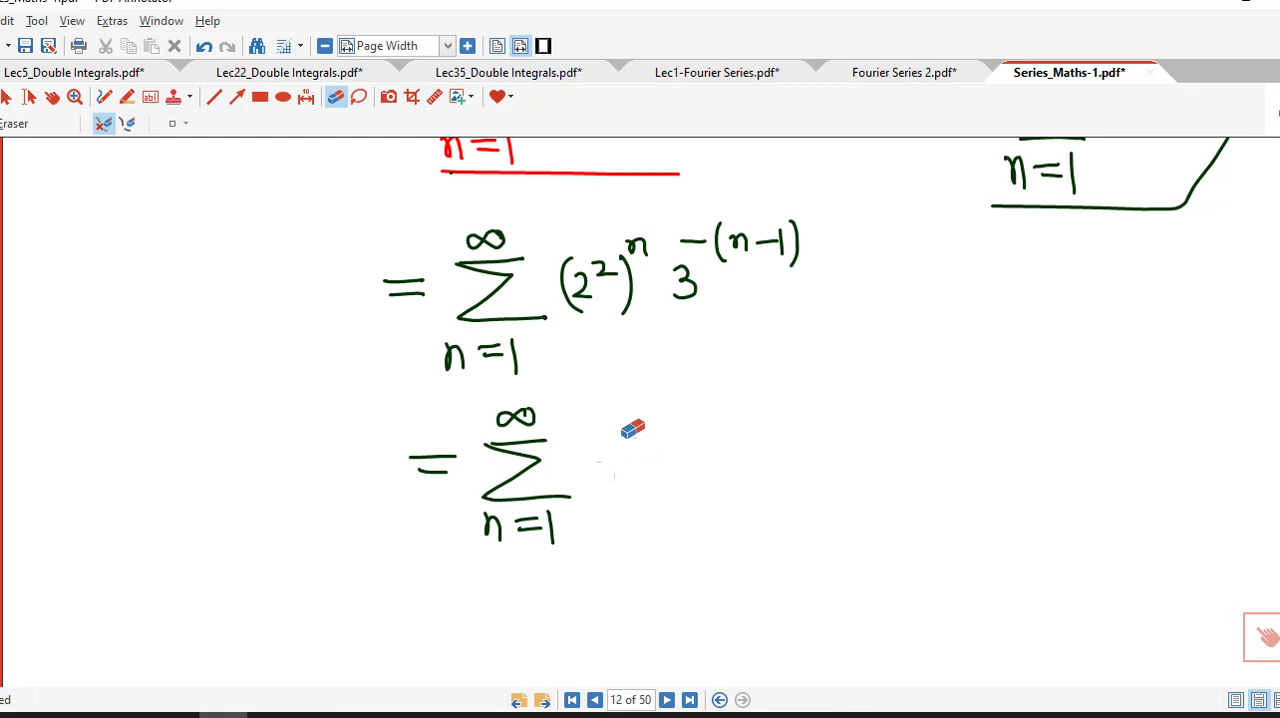 dit Tool View Extras Window Help
Page Width
Lec5_Double Integrals.pdf* Lec22_Double Integrals.pdf* Lec35_Double Integrals.pdf* Lec1-Fourier Series.pdf* Fourier Series 2.pdf* Series_Maths-1.pdf*
Eraser
n=1
n=1
= ∑_{n=1}^{∞} (2²)ⁿ 3^{-(n-1)}
= ∑_{n=1}^{∞}
12 of 50